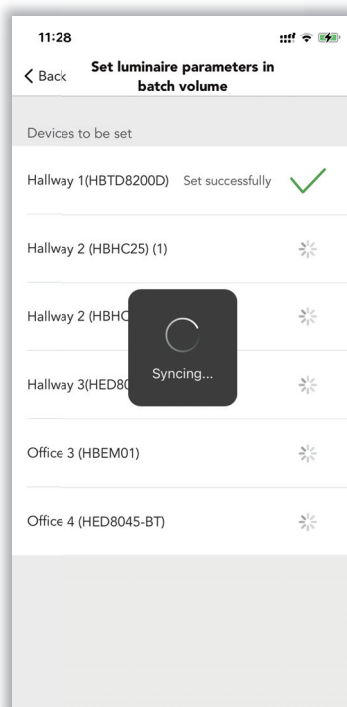 11:28
Back
Set luminaire parameters in
batch volume
Devices to be set
Hallway 1(HBTD8200D) Set successfully
Hallway 2 (HBHC25) (1)
Hallway 2 (HBHC
Syncing...
Hallway 3(HED80
Office 3 (HBEM01)
Office 4 (HED8045-BT)